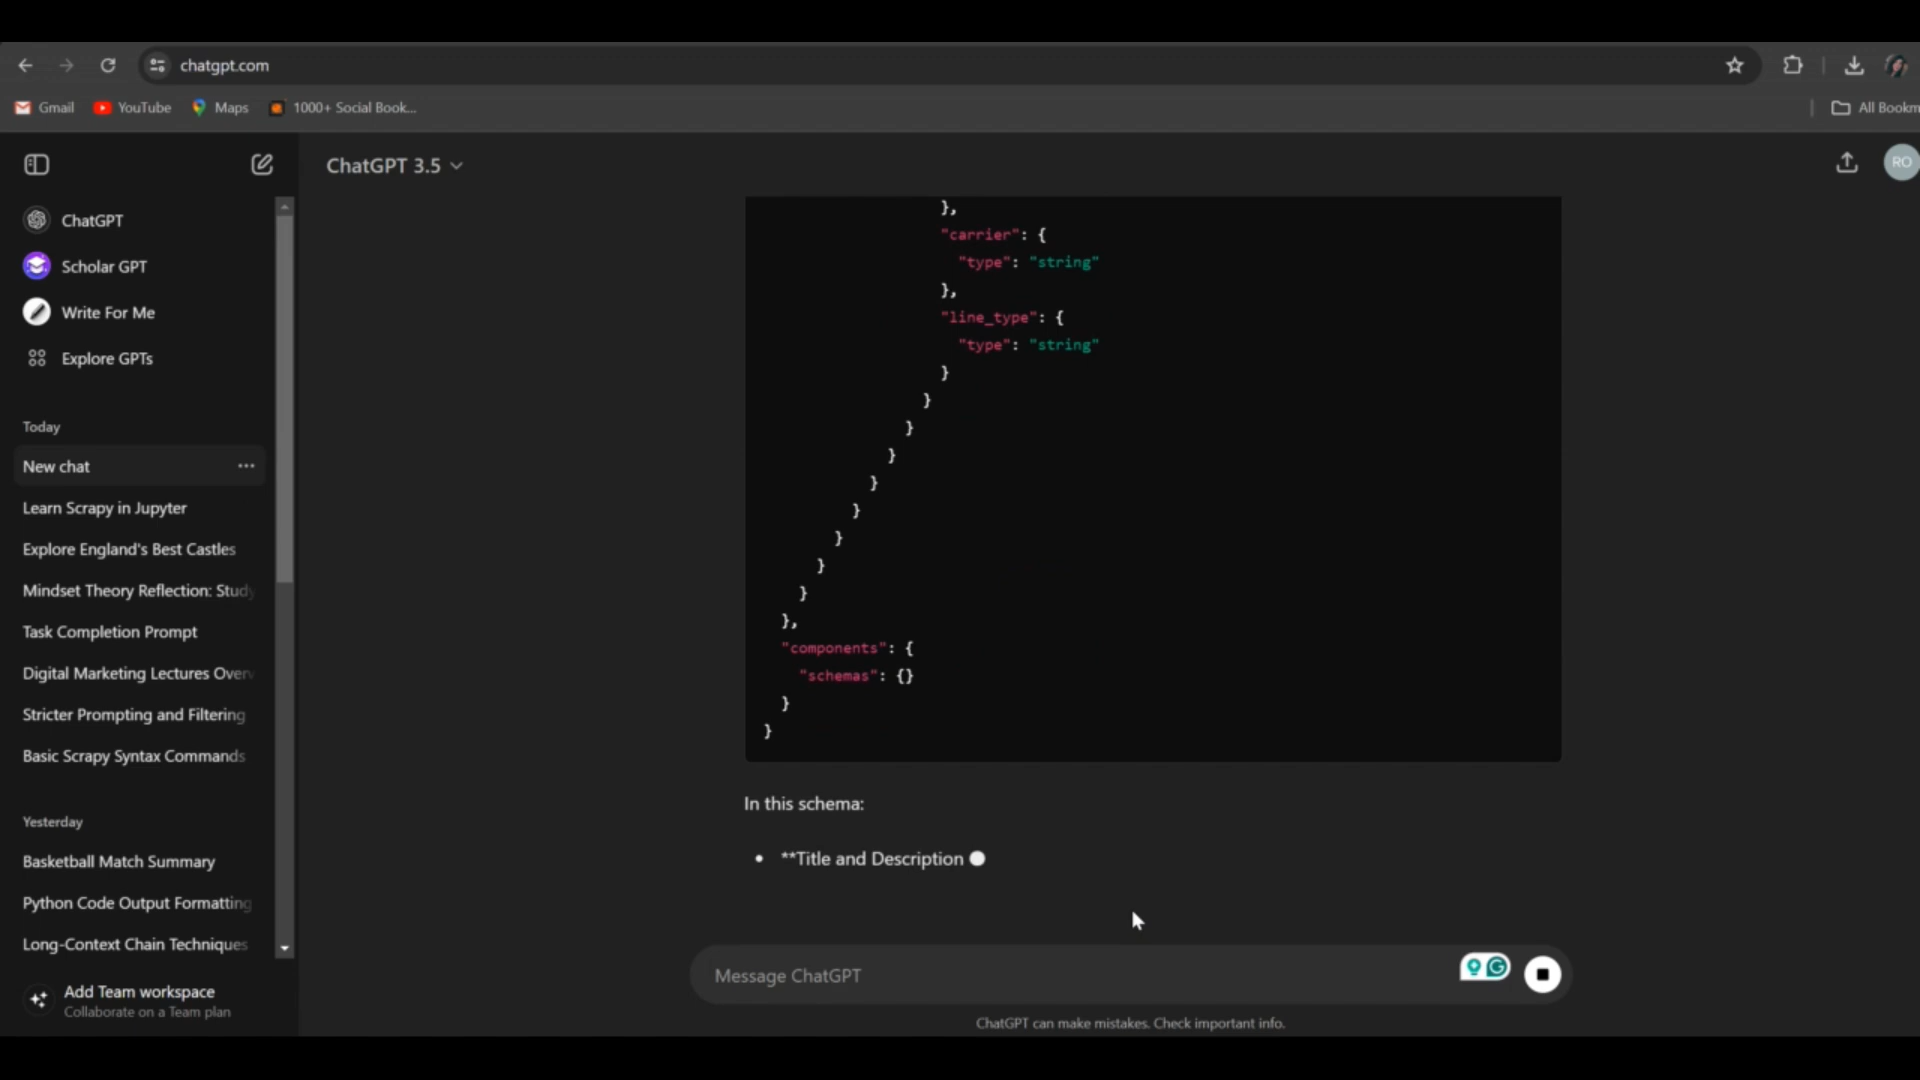 chatgpt.com
Gmail
YouTube
Maps
1000+ Social Book...
All Bookm
ChatGPT 3.5
RO
ChatGPT
Scholar GPT
Write For Me
Explore GPTs
Today
New chat
Learn Scrapy in Jupyter
Explore England's Best Castles
Mindset Theory Reflection: Study
Task Completion Prompt
Digital Marketing Lectures Overv
Stricter Prompting and Filtering
Basic Scrapy Syntax Commands
Yesterday
Basketball Match Summary
Python Code Output Formatting
Long-Context Chain Techniques
Add Team workspace
Collaborate on a Team plan
},
"carrier": {
"type": "string"
},
"line_type": {
"type": "string"
}
}
}
}
}
}
}
}
}
},
"components": {
"schemas": {}
}
}
In this schema:
• **Title and Description
Message ChatGPT
ChatGPT can make mistakes. Check important info.